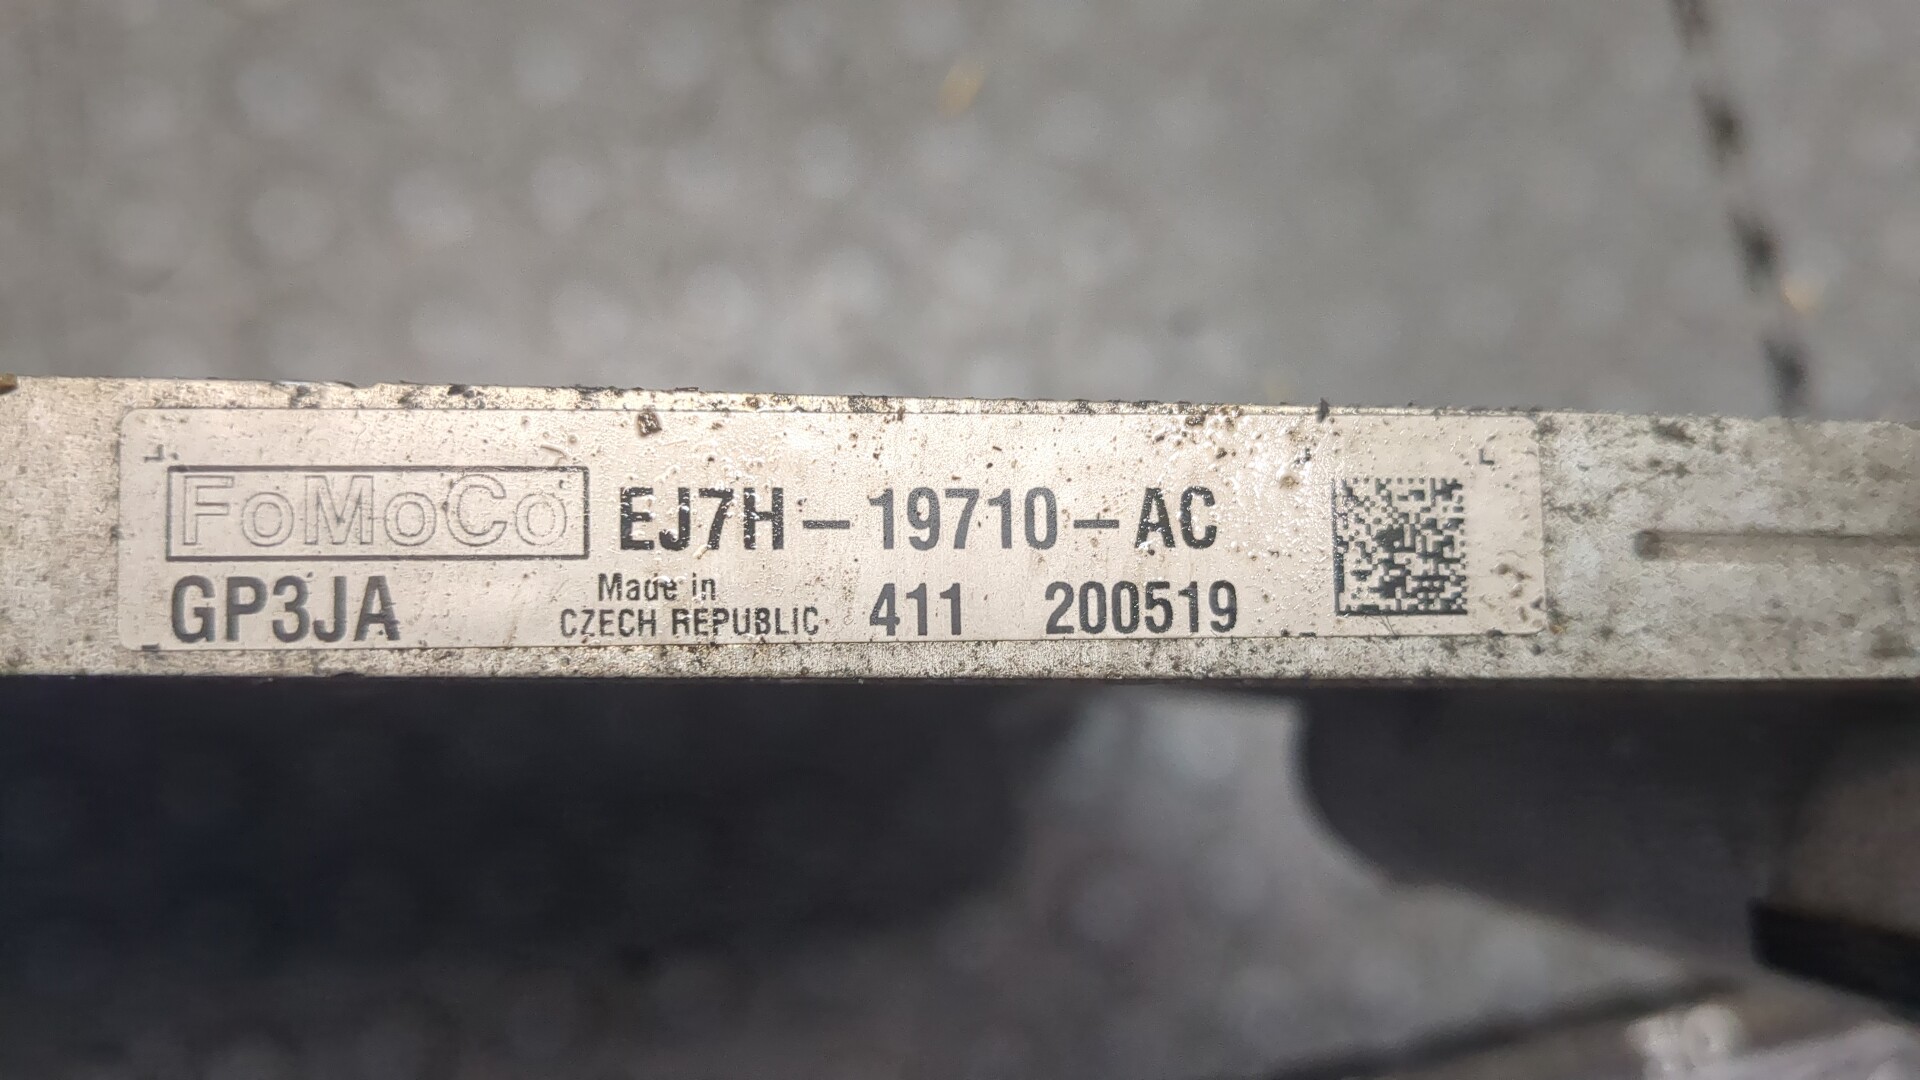 FoMoCo EJ7H-19710-AC
GP3JA Made in CZECH REPUBLIC 411 200519